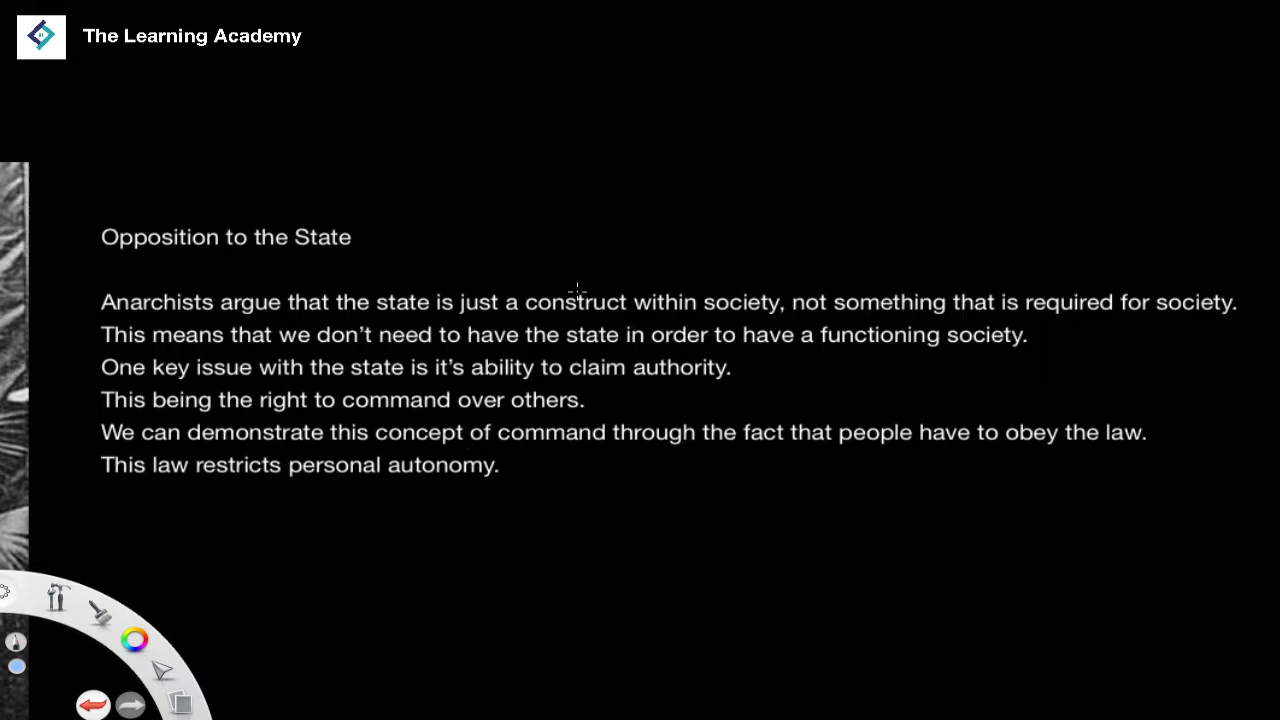 The Learning Academy
Opposition to the State
Anarchists argue that the state is just a construct within society, not something that is required for society.
This means that we don’t need to have the state in order to have a functioning society.
One key issue with the state is it’s ability to claim authority.
This being the right to command over others.
We can demonstrate this concept of command through the fact that people have to obey the law.
This law restricts personal autonomy.